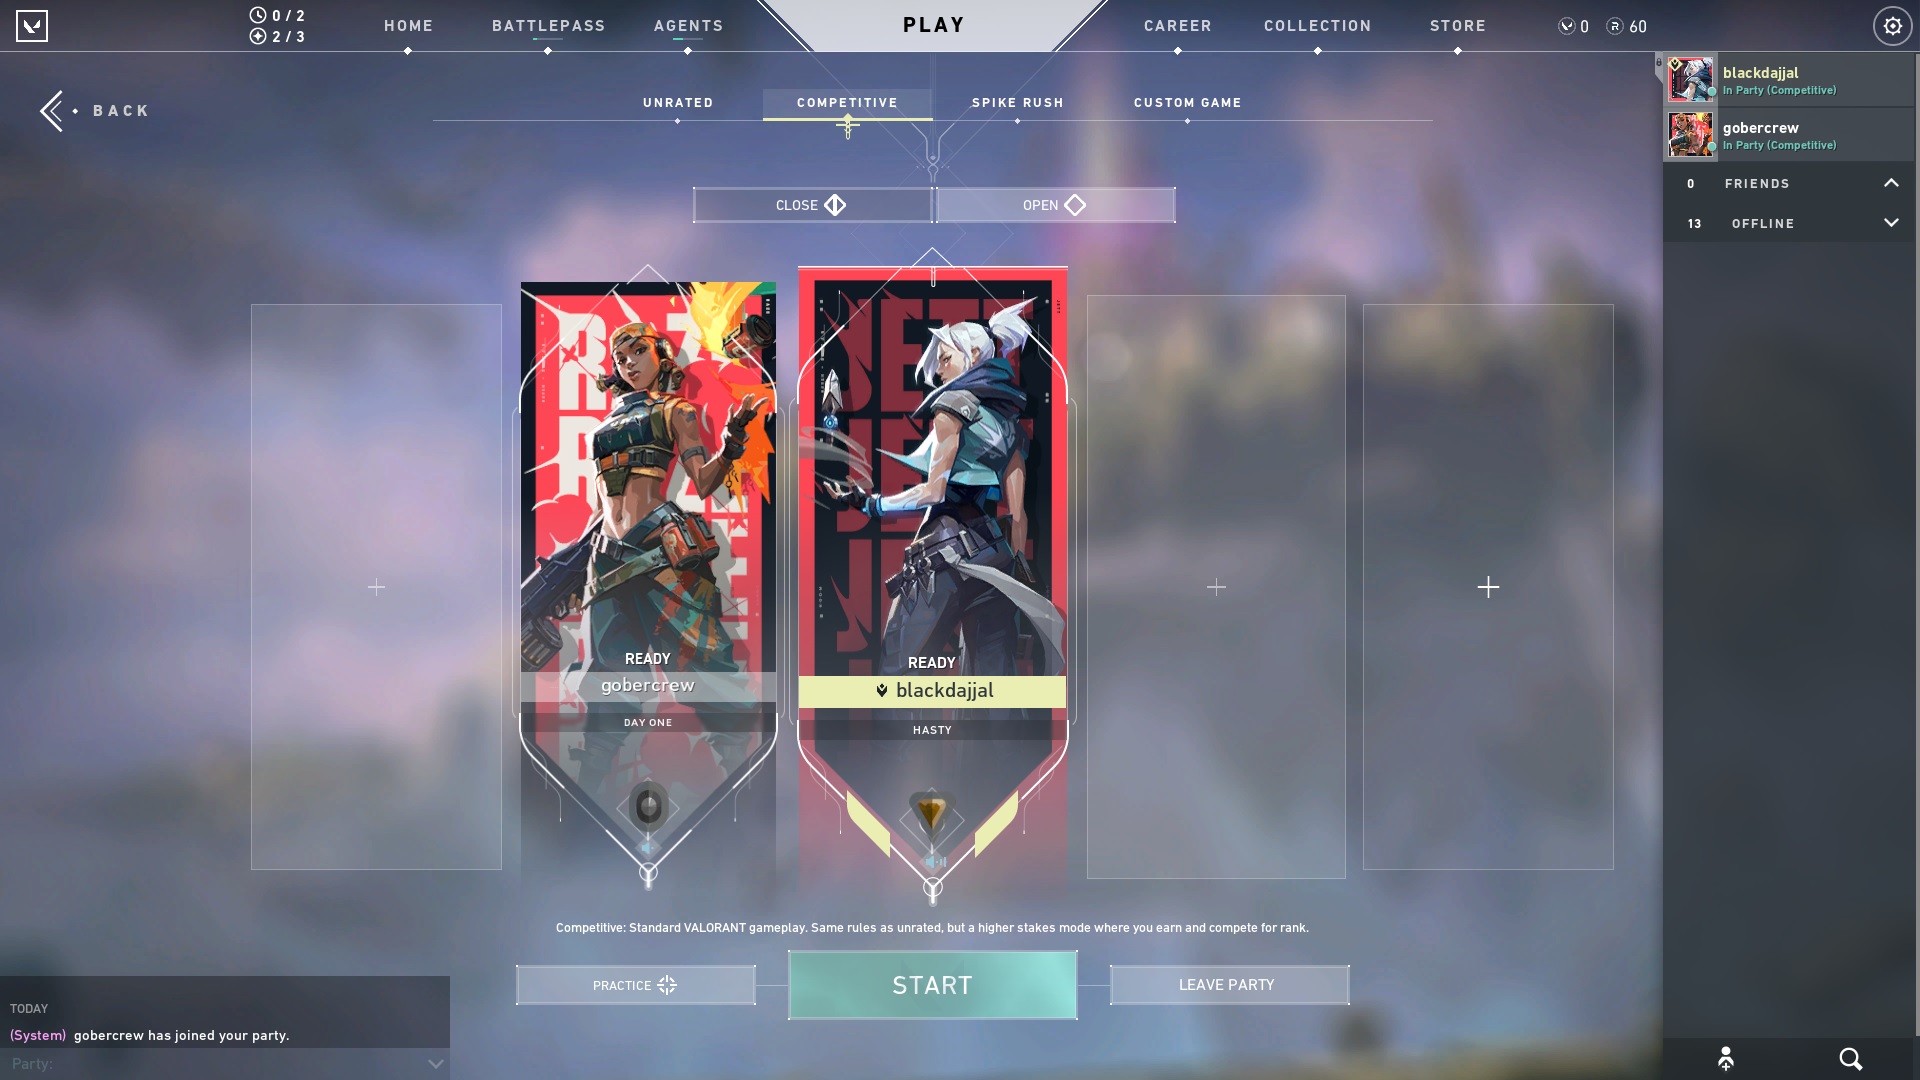 0 / 2
2 / 3
HOME
BATTLEPASS
AGENTS
PLAY
CAREER
COLLECTION
STORE
0
60
BACK
UNRATED
COMPETITIVE
SPIKE RUSH
CUSTOM GAME
CLOSE
OPEN
blackdajjal
In Party (Competitive)
gobercrew
In Party (Competitive)
0 FRIENDS
13 OFFLINE
READY
gobercrew
DAY ONE
JETT
JETT
READY
blackdajjal
HASTY
Competitive: Standard VALORANT gameplay. Same rules as unrated, but a higher stakes mode where you earn and compete for rank.
PRACTICE
START
LEAVE PARTY
TODAY
(System) gobercrew has joined your party.
Party: